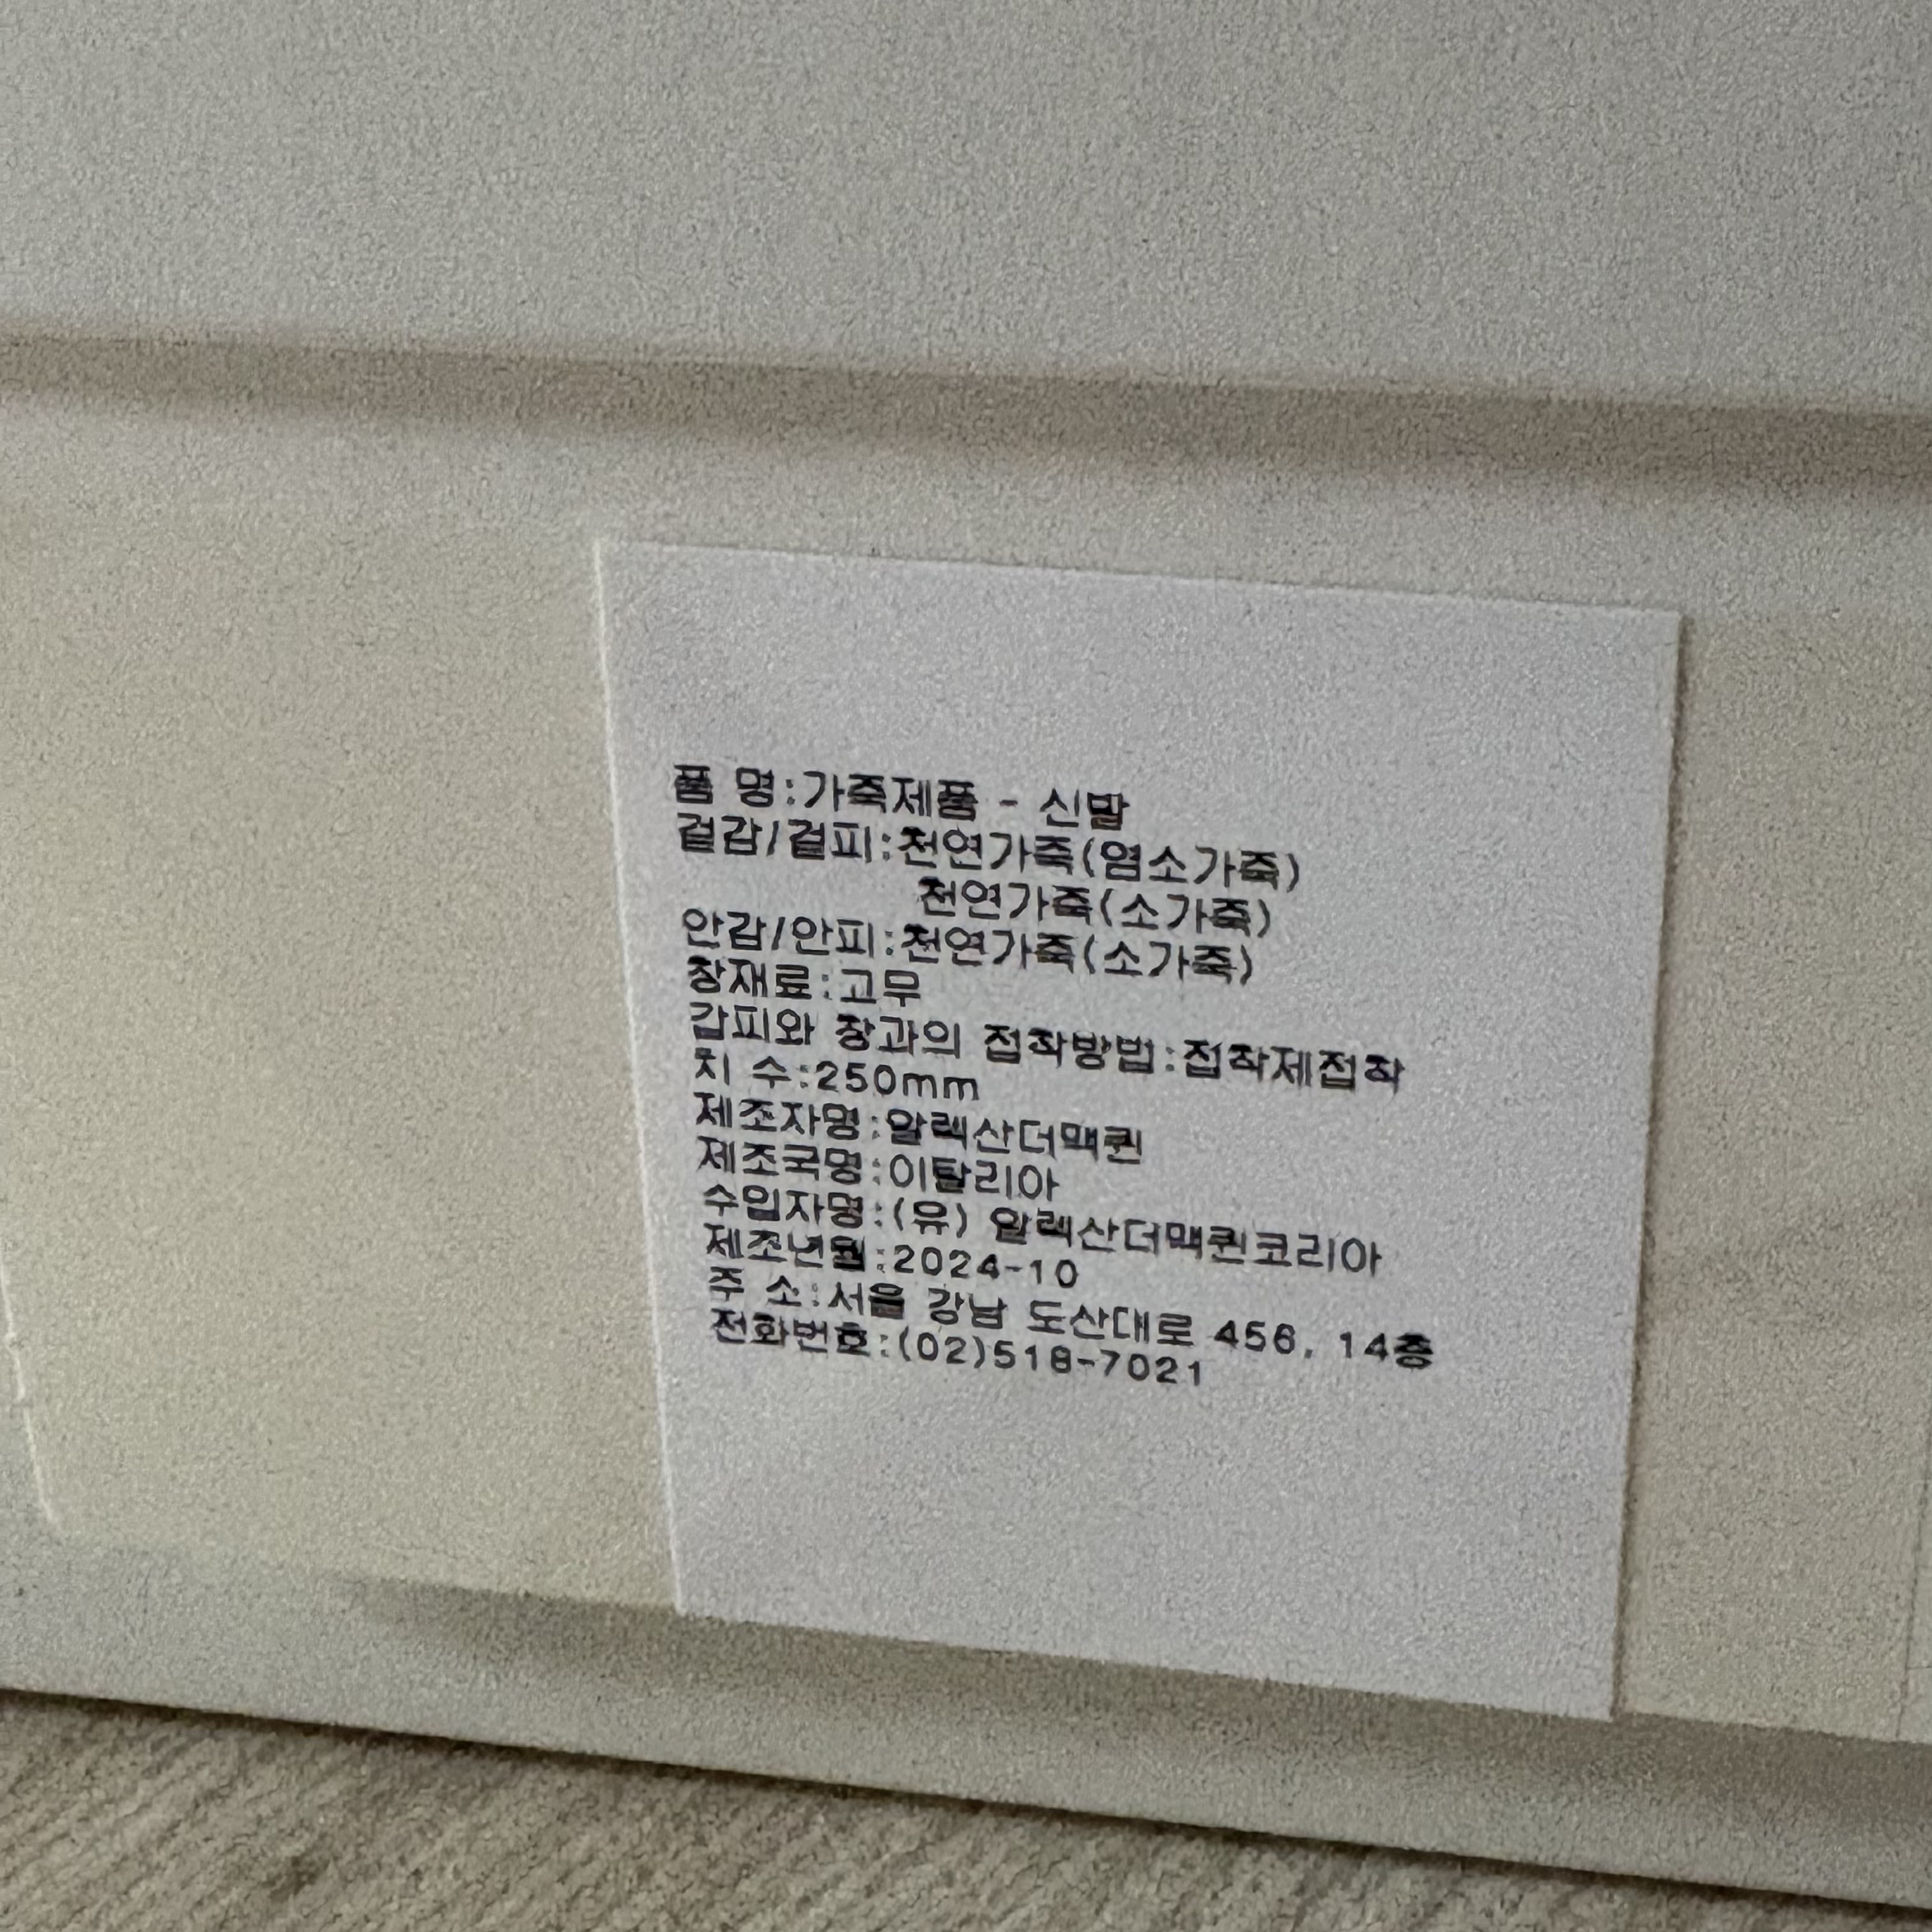 품 명:가죽제품 - 신발
겉감/겉피:천연가죽(염소가죽)
천연가죽(소가죽)
안감/안피:천연가죽(소가죽)
창재료:고무
갑피와 창과의 접착방법:접착제접착
치 수:250mm
제조자명:알렉산더맥퀸
제조국명:이탈리아
수입자명:(유) 알렉산더맥퀸코리아
제조년월:2024-10
주 소:서울 강남 도산대로 456, 14층
전화번호:(02)518-7021